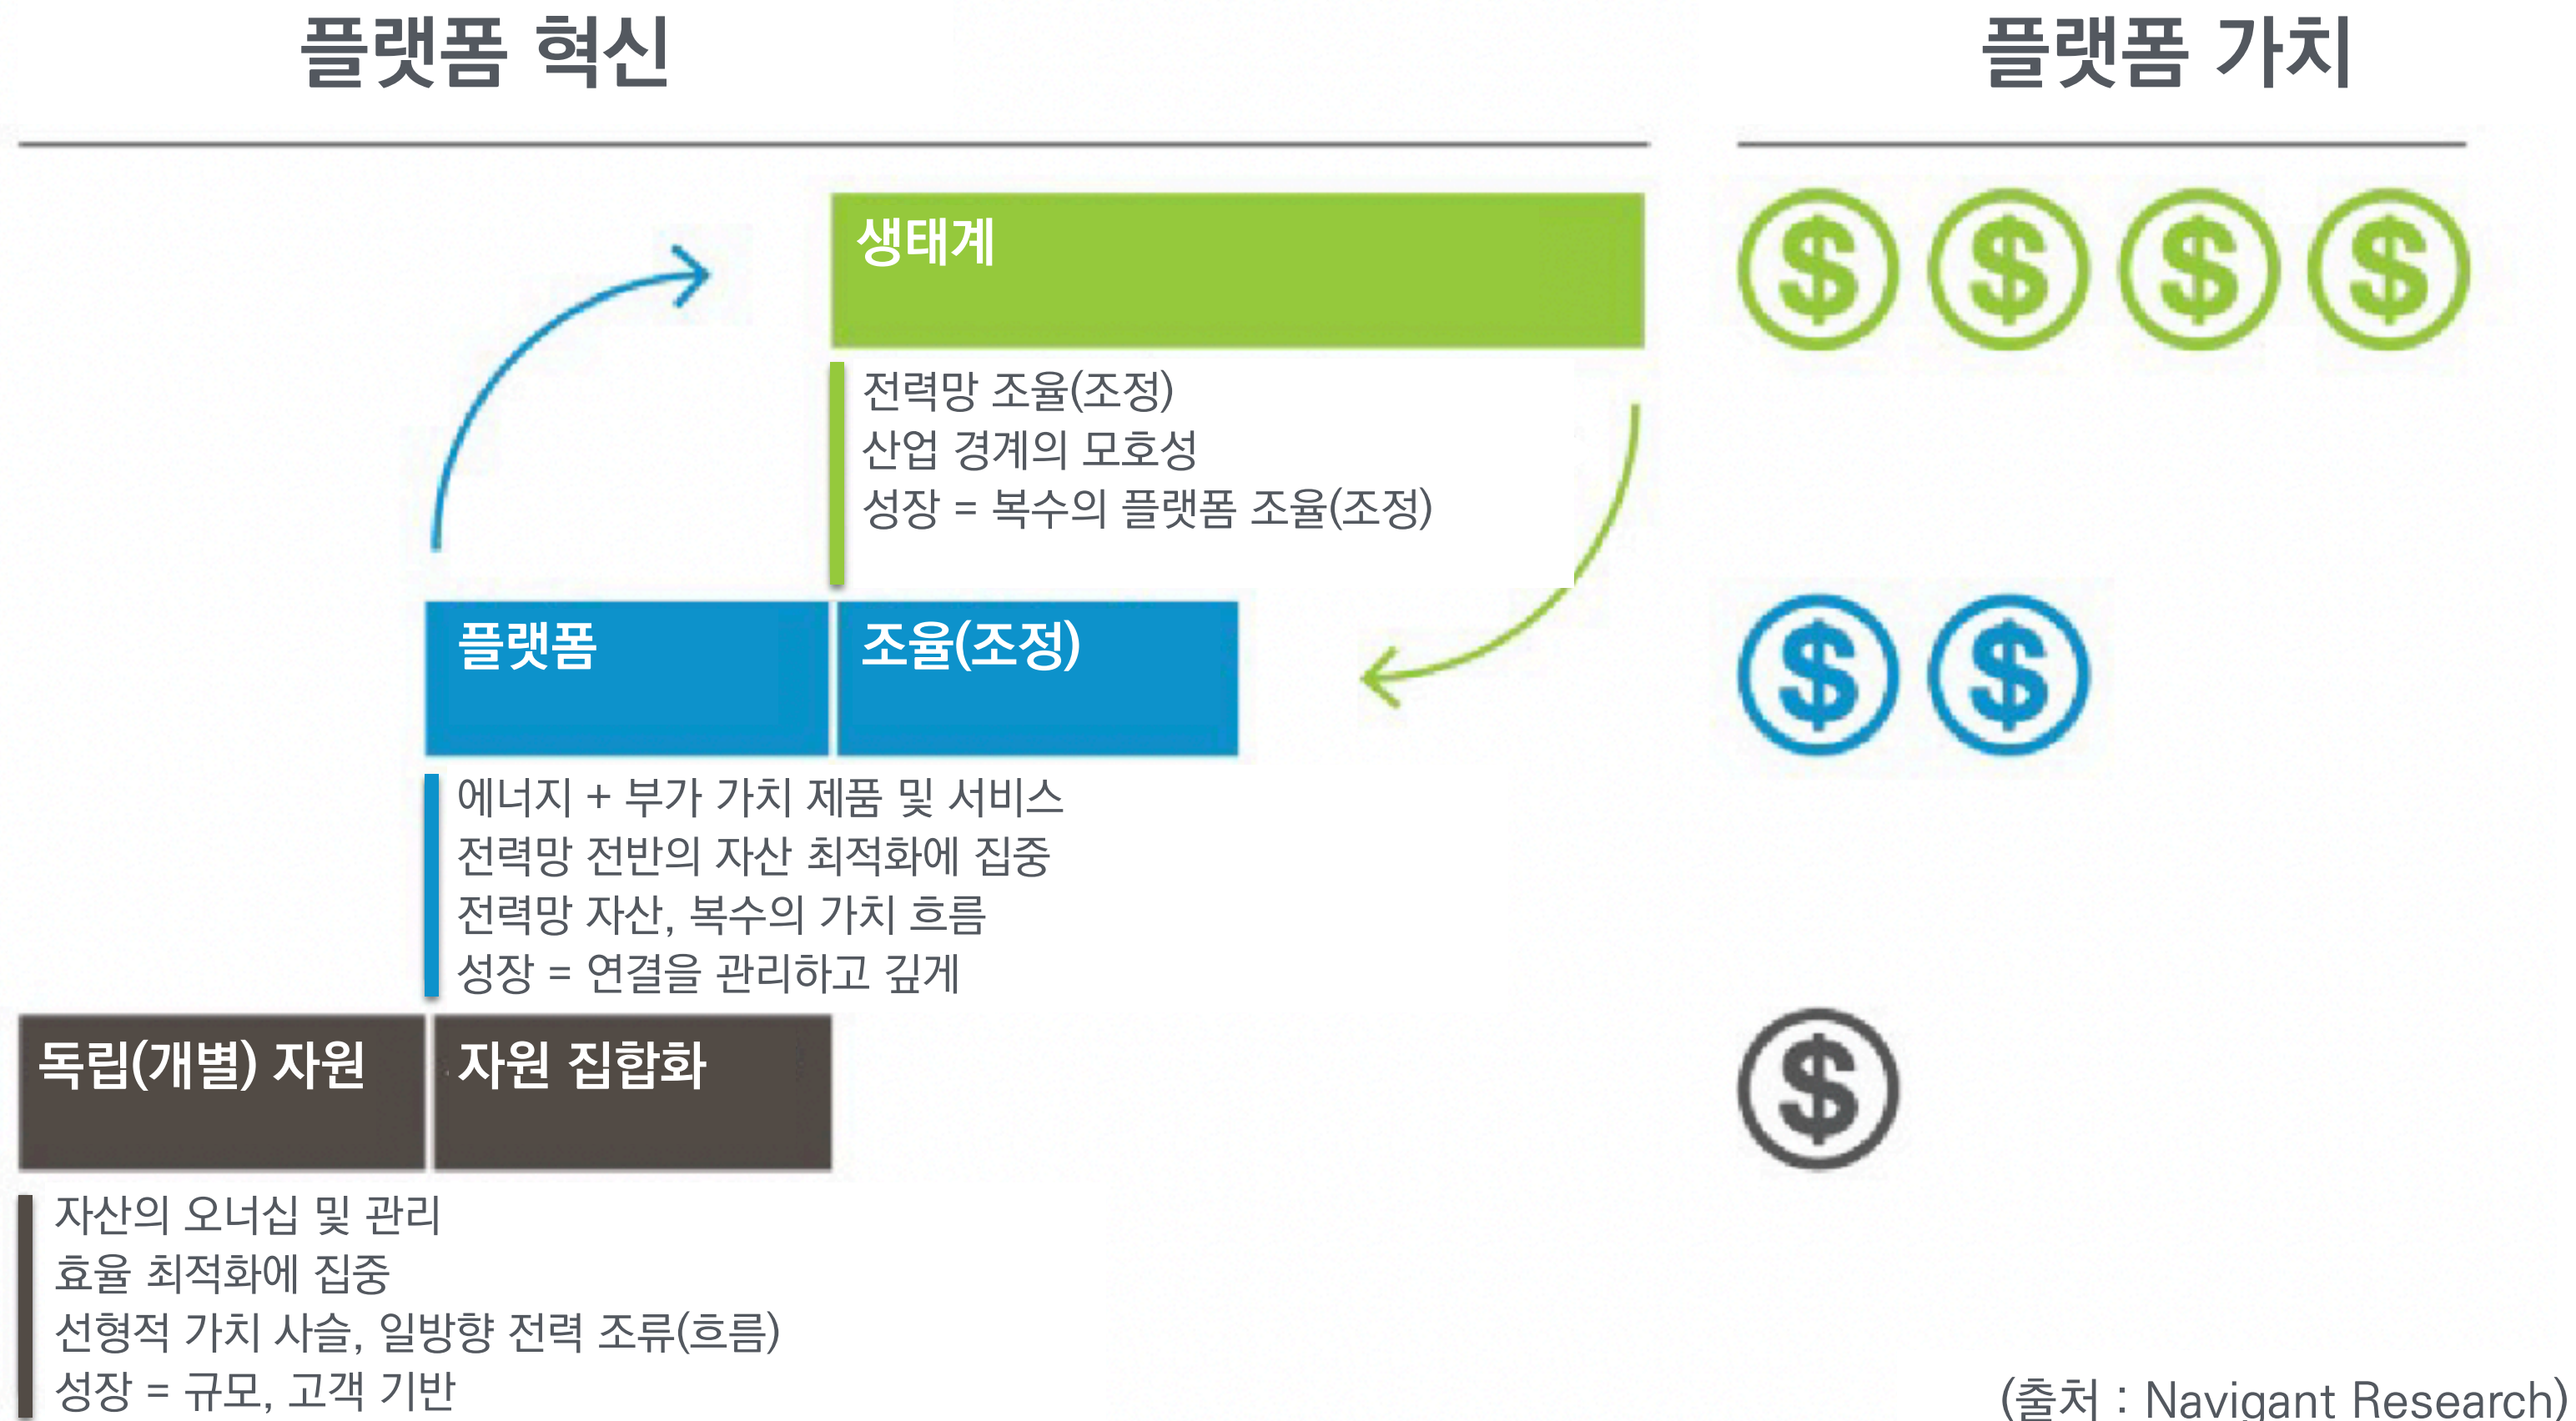 플랫폼 혁신
플랫폼 가치
생태계
$ $ $ $
전력망 조율(조정)
산업 경계의 모호성
성장 = 복수의 플랫폼 조율(조정)
플랫폼
조율(조정)
$ $
에너지 + 부가 가치 제품 및 서비스
전력망 전반의 자산 최적화에 집중
전력망 자산, 복수의 가치 흐름
성장 = 연결을 관리하고 깊게
독립(개별) 자원
자원 집합화
$
자산의 오너십 및 관리
효율 최적화에 집중
선형적 가치 사슬, 일방향 전력 조류(흐름)
성장 = 규모, 고객 기반
(출처 : Navigant Research)